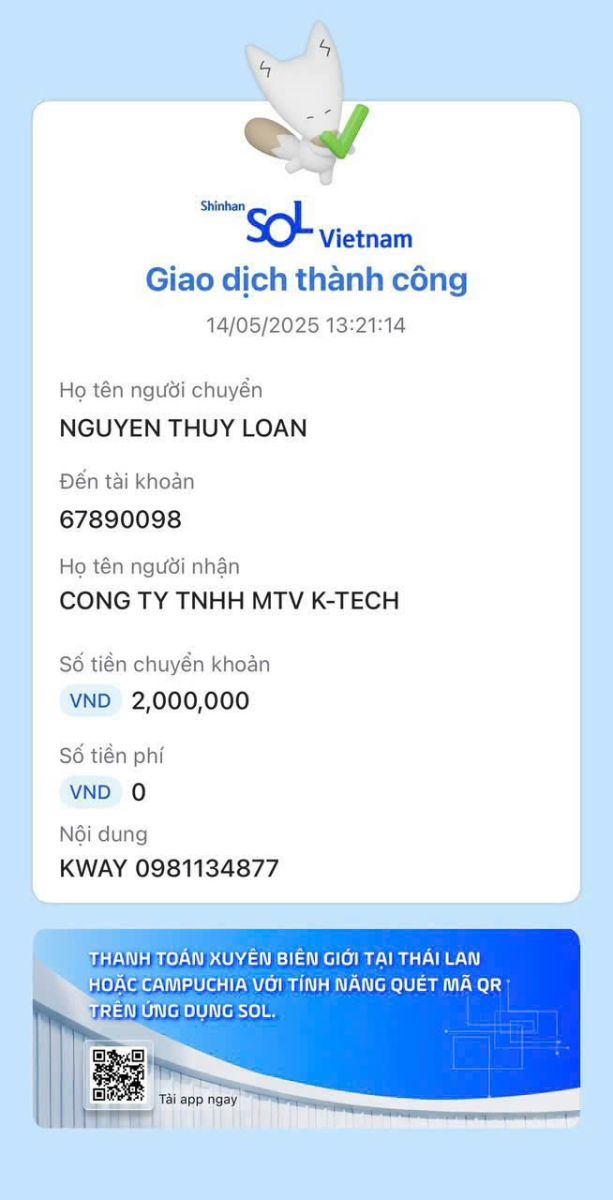 Shinhan
SOL Vietnam
Giao dịch thành công
14/05/2025 13:21:14
Họ tên người chuyển
NGUYEN THUY LOAN
Đến tài khoản
67890098
Họ tên người nhận
CONG TY TNHH MTV K-TECH
Số tiền chuyển khoản
VND 2,000,000
Số tiền phí
VND 0
Nội dung
KWAY 0981134877
THANH TOÁN XUYÊN BIÊN GIỚI TẠI THÁI LAN
HOẶC CAMPUCHIA VỚI TÍNH NĂNG QUÉT MÃ QR
TRÊN ỨNG DỤNG SOL.
Tải app ngay